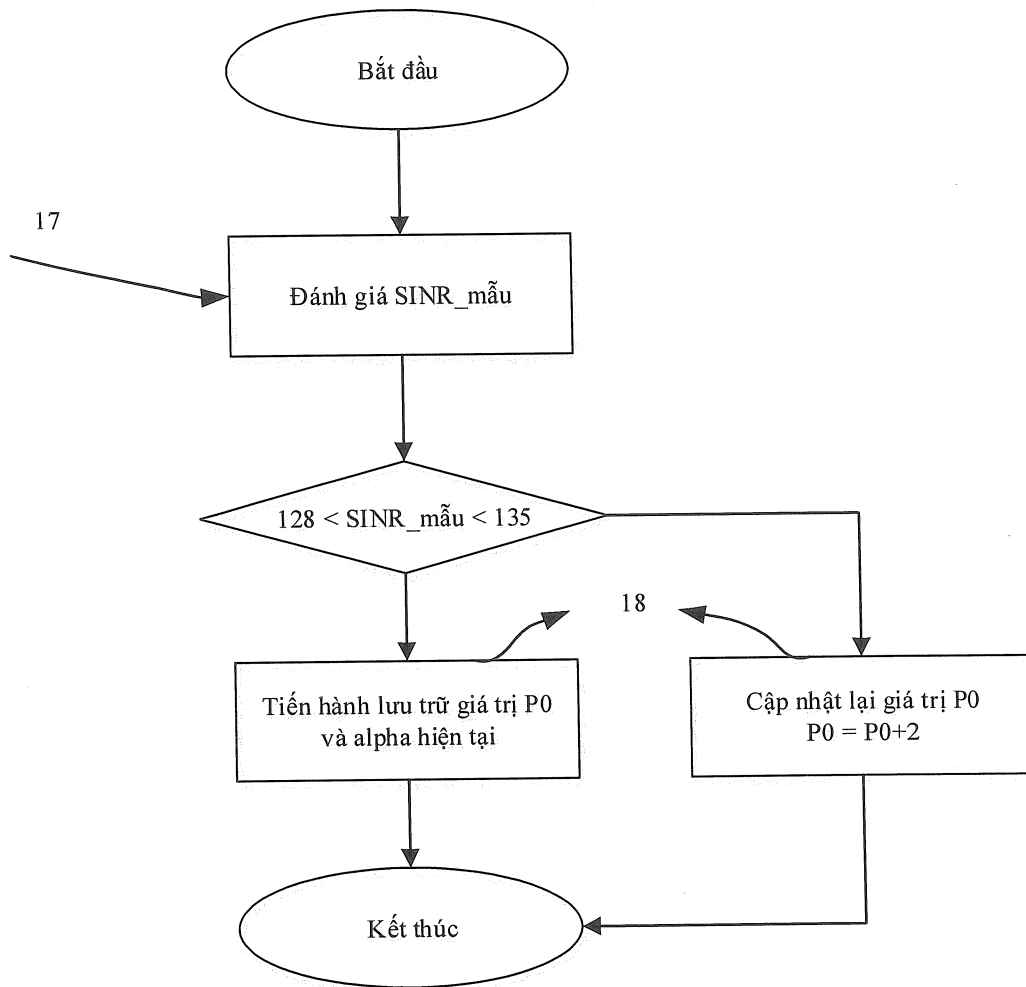 Bắt đầu
17
Đánh giá SINR_mẫu
128 < SINR_mẫu < 135
18
Tiến hành lưu trữ giá trị P0
và alpha hiện tại
Cập nhật lại giá trị P0
P0 = P0+2
Kết thúc